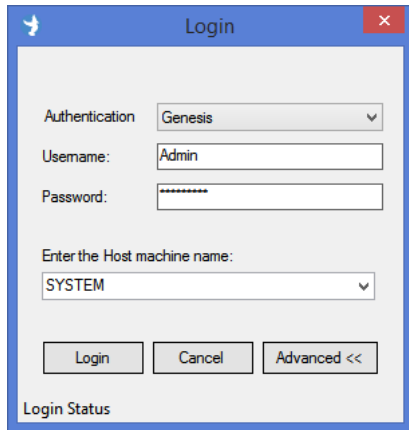 Login
Authentication Genesis
Username: Admin
Password: *********
Enter the Host machine name:
SYSTEM
Login Cancel Advanced <<
Login Status